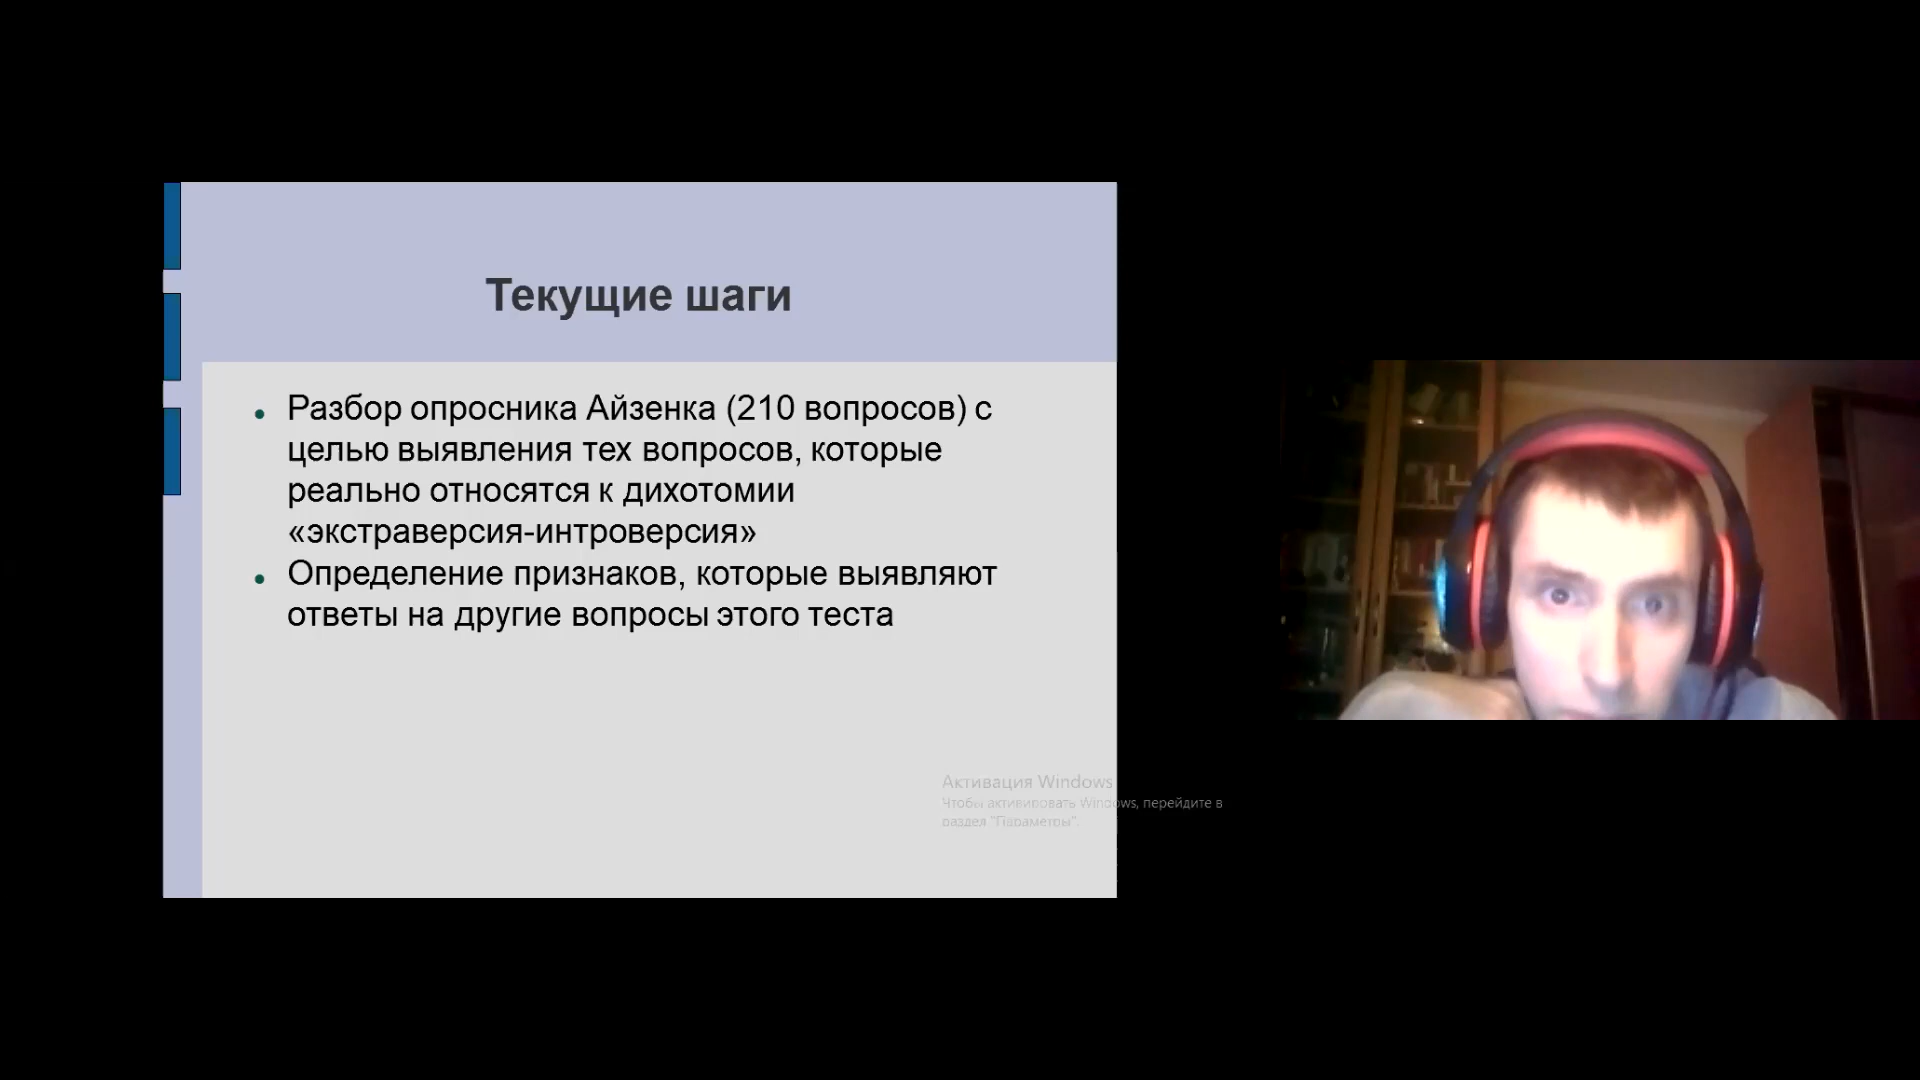 Текущие шаги
Разбор опросника Айзенка (210 вопросов) с
целью выявления тех вопросов, которые
реально относятся к дихотомии
«экстраверсия-интроверсия»
Определение признаков, которые выявляют
ответы на другие вопросы этого теста
Активация Windows
Чтобы активировать Windows, перейдите в
раздел "Параметры".